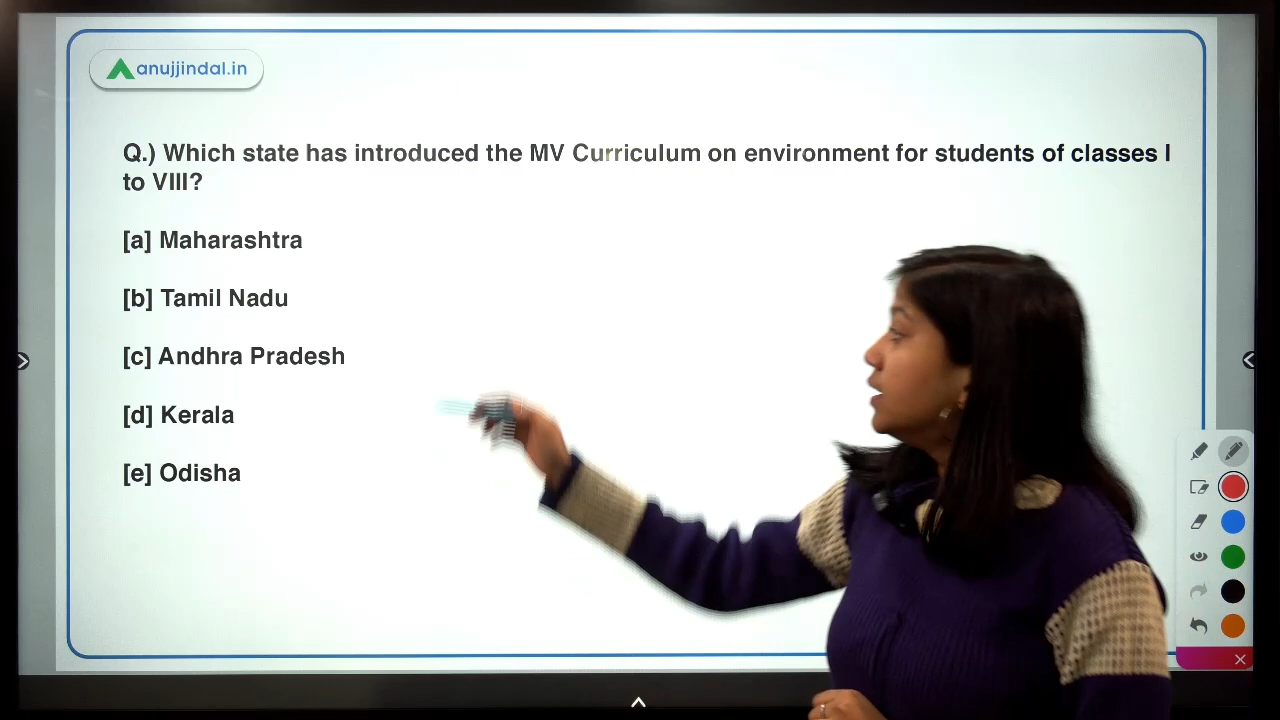 anujjindal.in
Q.) Which state has introduced the MV Curriculum on environment for students of classes I
to VIII?
[a] Maharashtra
[b] Tamil Nadu
[c] Andhra Pradesh
[d] Kerala
[e] Odisha